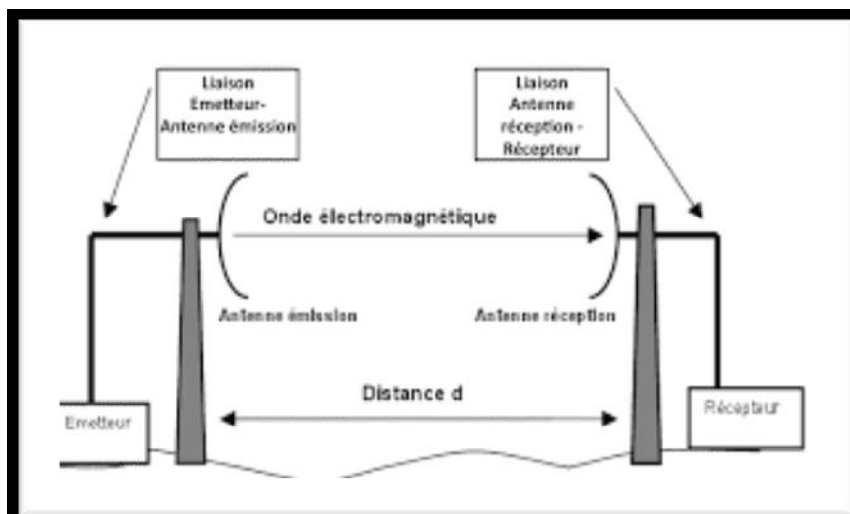 Liaison
Emetteur-
Antenne émission
Liaison
Antenne
réception -
Récepteur
Onde électromagnétique
Antenne émission
Antenne réception
Distance d
Emetteur
Récepteur